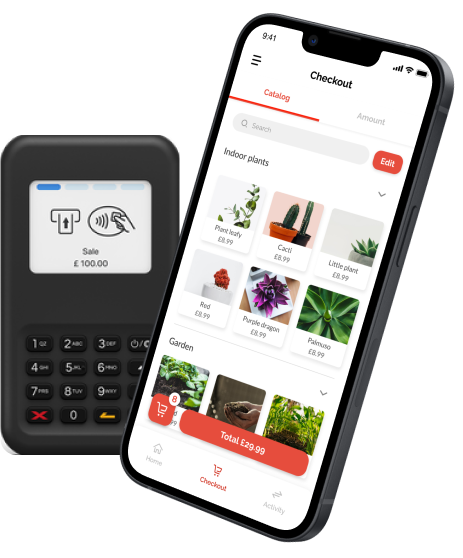 9:41
Checkout
Catalog
Amount
Search
Edit
Indoor plants
Plant leafy
£8.99
Cacti
£8.99
Little plant
£8.99
Red
£8.99
Purple dragon
£8.99
Palmuso
£8.99
Garden
8
Total £29.99
Home
Checkout
Activity
Sale
£ 100.00
1 QZ
2 ABC
3 DEF
4 GHI
5 JKL
6 MNO
7 PRS
8 TUV
9 WXY
0